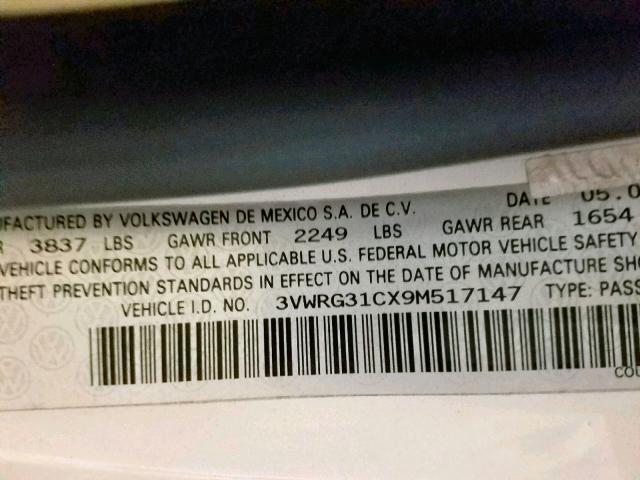 DATE 05.0
UFACTURED BY VOLKSWAGEN DE MEXICO S.A. DE C.V.
R 3837 LBS GAWR FRONT 2249 LBS GAWR REAR 1654
VEHICLE CONFORMS TO ALL APPLICABLE U.S. FEDERAL MOTOR VEHICLE SAFETY
THEFT PREVENTION STANDARDS IN EFFECT ON THE DATE OF MANUFACTURE SHO
VEHICLE I.D. NO. 3VWRG31CX9M517147 TYPE: PASS
COL